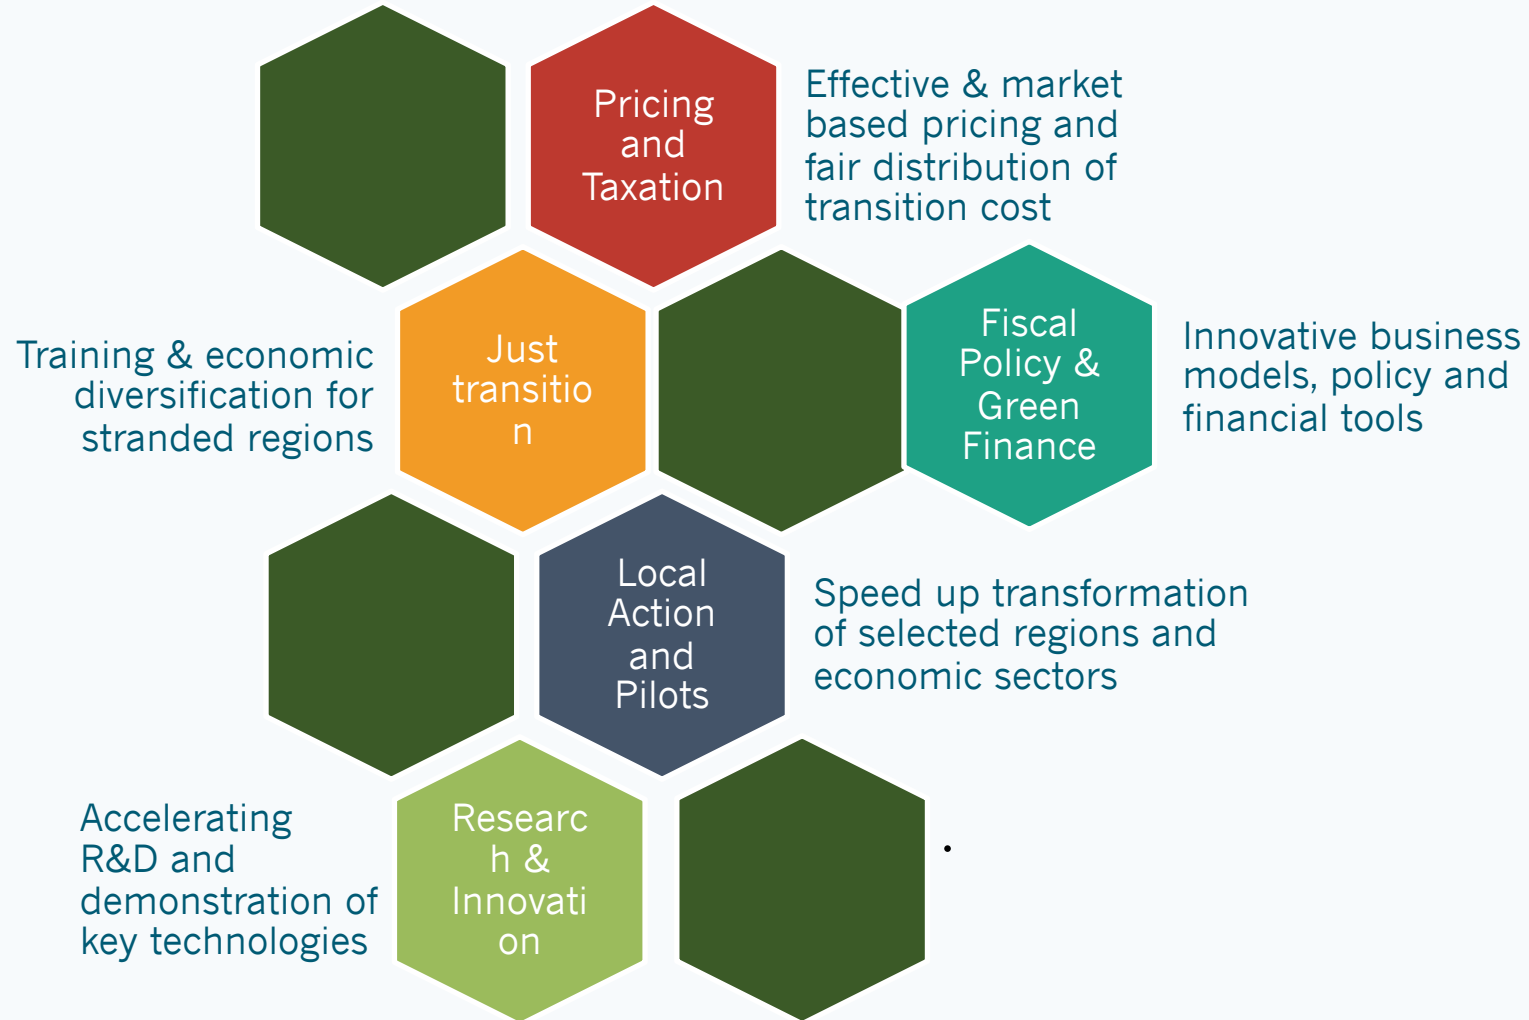 Pricing
and
Taxation
Effective & market
based pricing and
fair distribution of
transition cost
Training & economic
diversification for
stranded regions
Just
transitio
n
Fiscal
Policy &
Green
Finance
Innovative business
models, policy and
financial tools
Local
Action
and
Pilots
Speed up transformation
of selected regions and
economic sectors
Accelerating
R&D and
demonstration of
key technologies
Researc
h &
Innovati
on